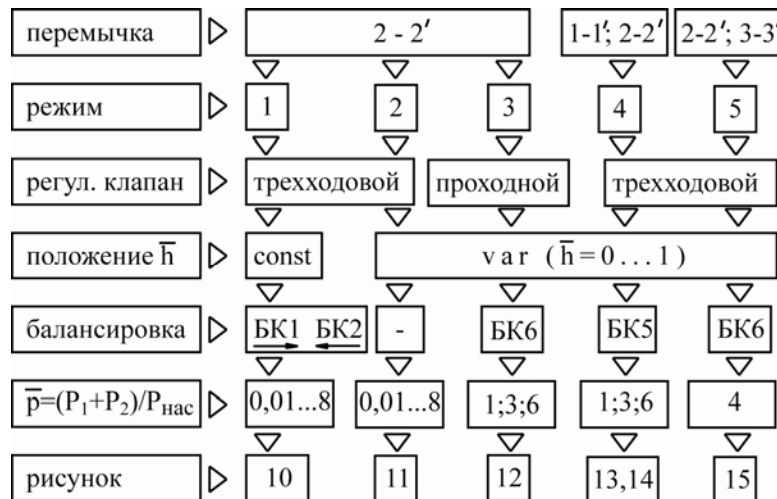 перемычка 2 - 2′ 1-1′; 2-2′ 2-2′; 3-3′
режим 1 2 3 4 5
регул. клапан трехходовой проходной трехходовой
положение h̅ const var (h̅=0...1)
балансировка БК1 БК2 - БК6 БК5 БК6
p̅=(P₁+P₂)/Pнас 0,01...8 0,01...8 1;3;6 1;3;6 4
рисунок 10 11 12 13,14 15